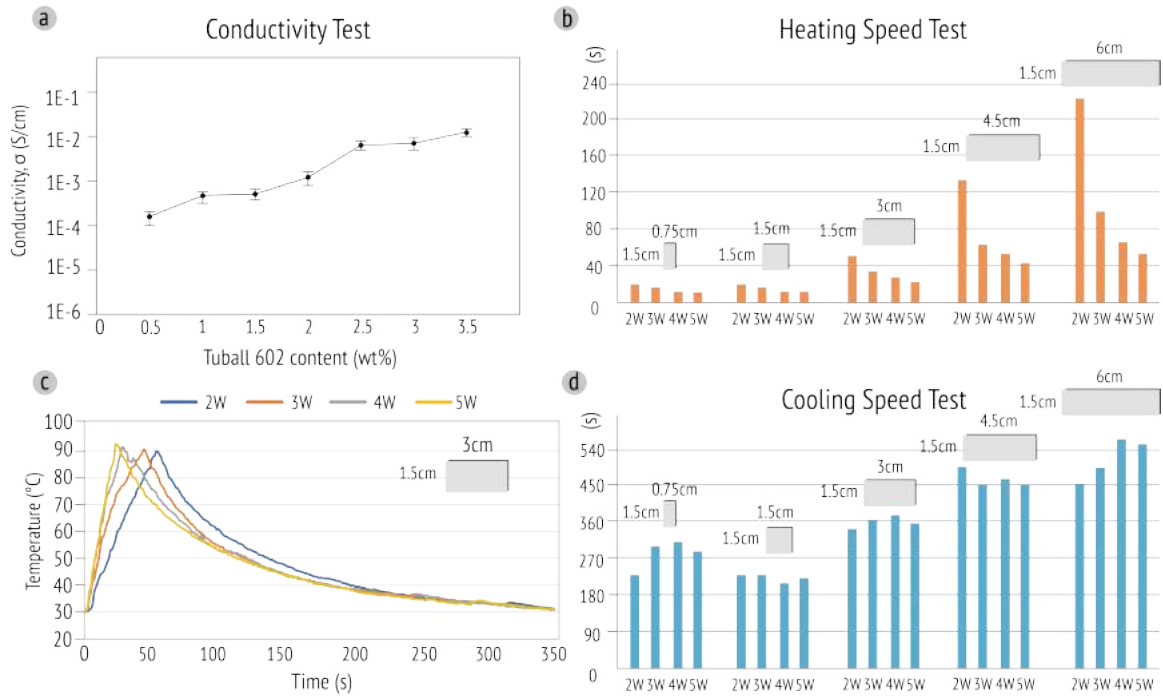 a
Conductivity Test
Conductivity, σ (S/cm)
1E-1
1E-2
1E-3
1E-4
1E-5
1E-6
0 0.5 1 1.5 2 2.5 3 3.5
Tuball 602 content (wt%)
b
Heating Speed Test
(s)
240
200
160
120
80
40
0
1.5cm 0.75cm
1.5cm 1.5cm
1.5cm 3cm
1.5cm 4.5cm
1.5cm 6cm
2W 3W 4W 5W 2W 3W 4W 5W 2W 3W 4W 5W 2W 3W 4W 5W 2W 3W 4W 5W
c
2W 3W 4W 5W
Temperature (°C)
100
90
80
70
60
50
40
30
20
1.5cm 3cm
0 50 100 150 200 250 300 350
Time (s)
d
Cooling Speed Test
(s)
540
450
360
270
180
90
0
1.5cm 0.75cm
1.5cm 1.5cm
1.5cm 3cm
1.5cm 4.5cm
1.5cm 6cm
2W 3W 4W 5W 2W 3W 4W 5W 2W 3W 4W 5W 2W 3W 4W 5W 2W 3W 4W 5W